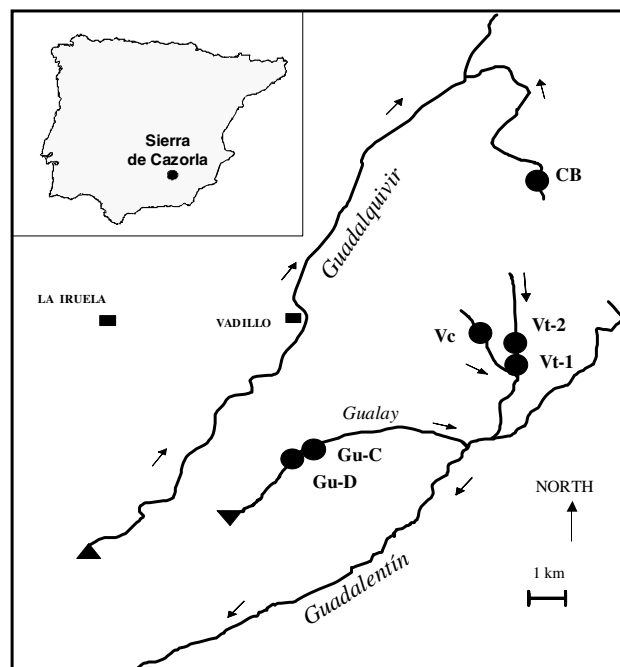 Sierra
de Cazorla
CB
Guadalquivir
LA IRUELA
VADILLO
Vc
Vt-2
Vt-1
Gualay
Gu-C
Gu-D
NORTH
Guadalentín
1 km